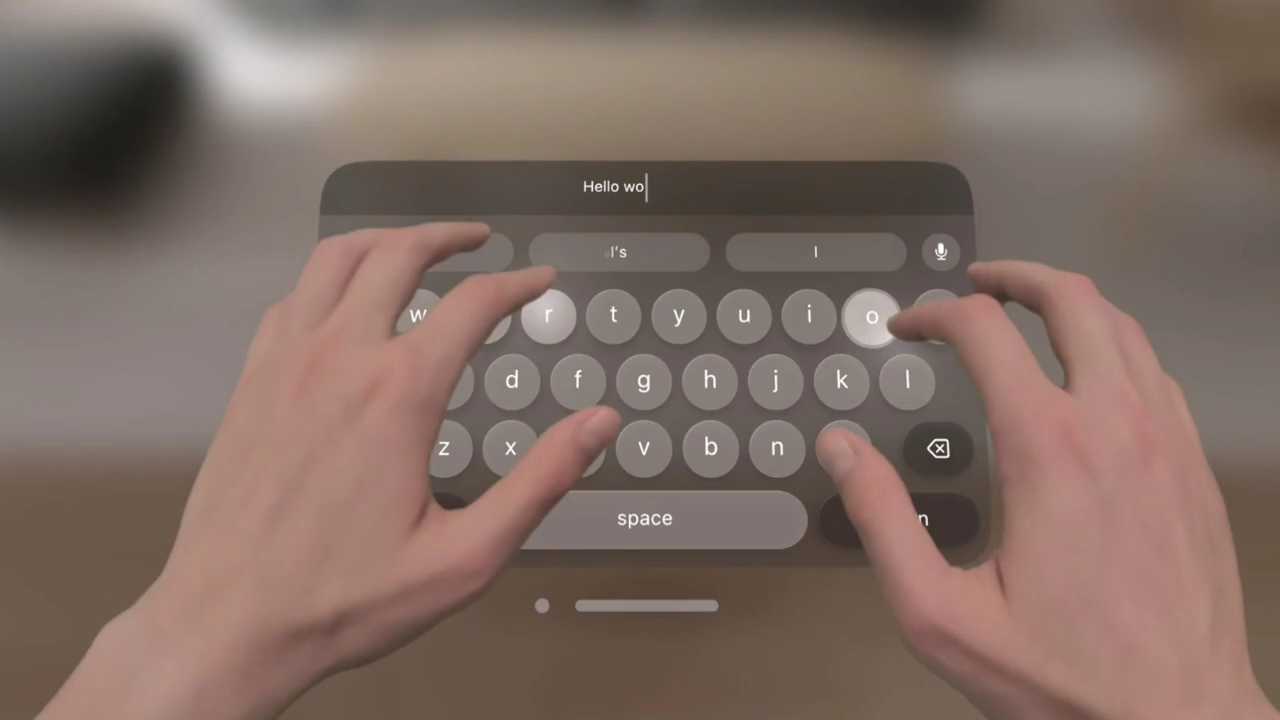 Hello wo
I's I
w r t y u i o
d f g h j k l
z x v b n
space n